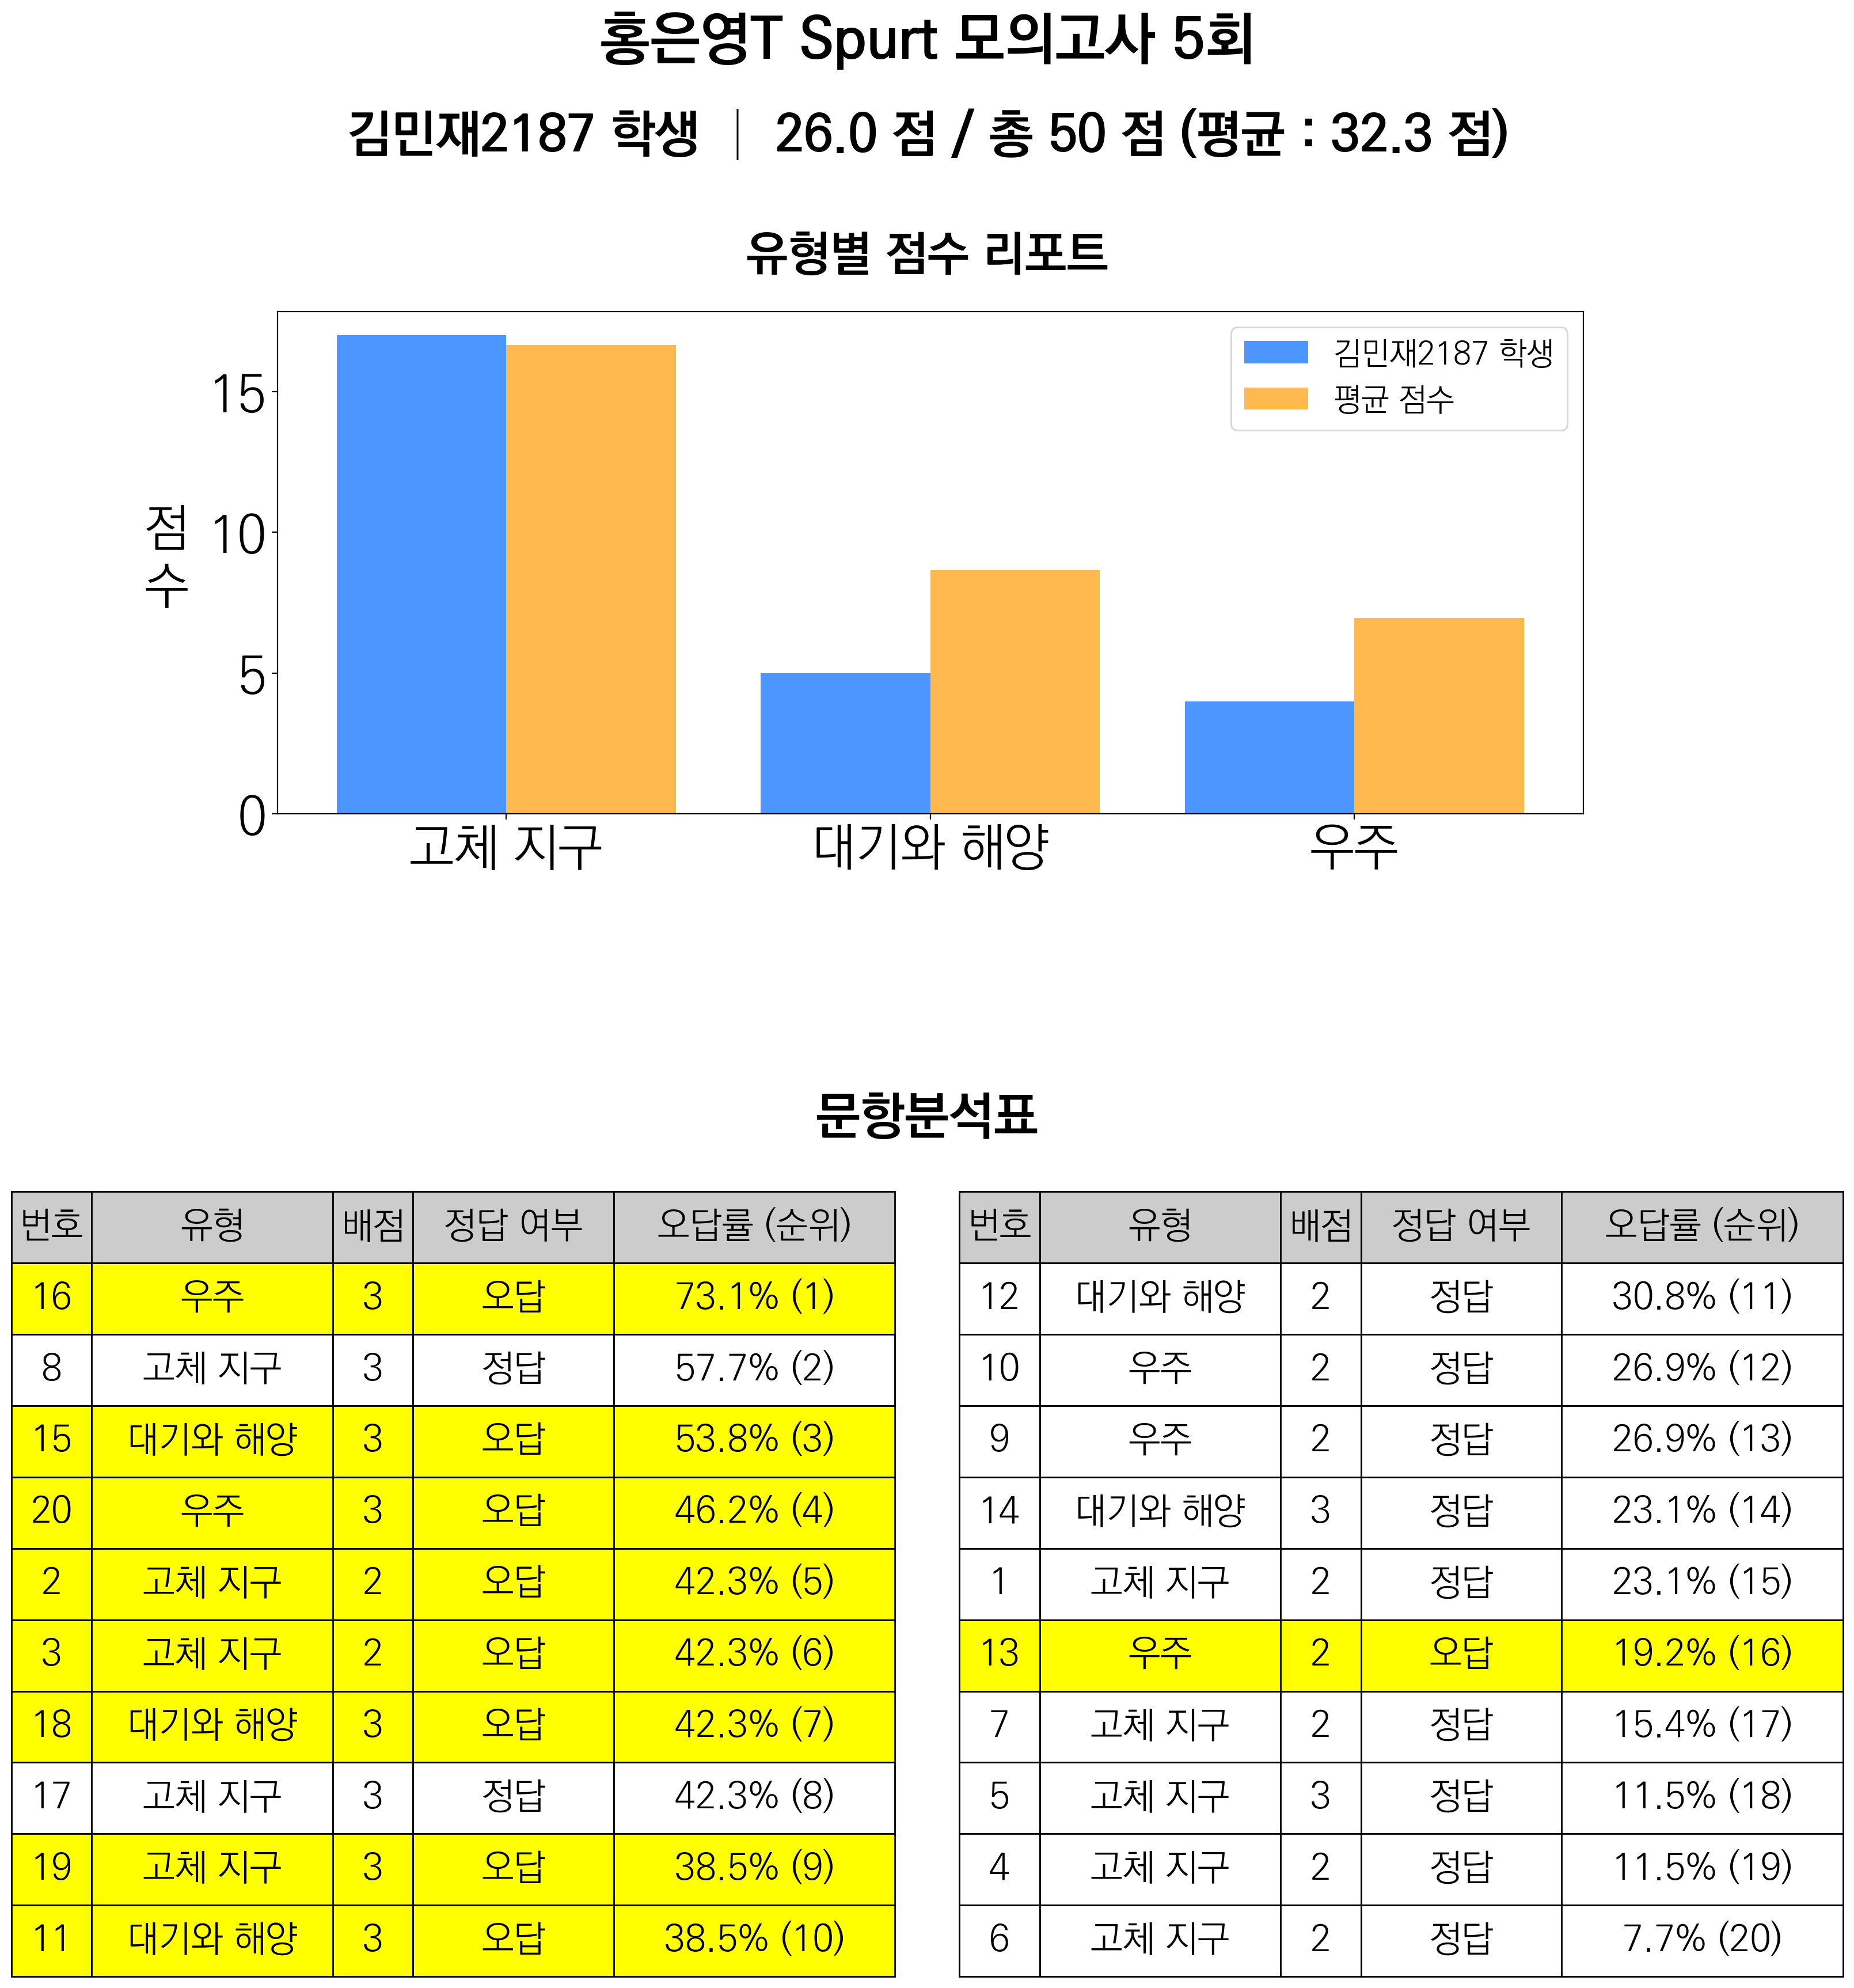 홍은영T Spurt 모의고사 5회
김민재2187 학생 | 26.0 점 / 총 50 점 (평균 : 32.3 점)
유형별 점수 리포트
김민재2187 학생
평균 점수
점수
15
10
5
0
고체 지구 대기와 해양 우주
문항분석표
번호 유형 배점 정답 여부 오답률 (순위)
16 우주 3 오답 73.1% (1)
8 고체 지구 3 정답 57.7% (2)
15 대기와 해양 3 오답 53.8% (3)
20 우주 3 오답 46.2% (4)
2 고체 지구 2 오답 42.3% (5)
3 고체 지구 2 오답 42.3% (6)
18 대기와 해양 3 오답 42.3% (7)
17 고체 지구 3 정답 42.3% (8)
19 고체 지구 3 오답 38.5% (9)
11 대기와 해양 3 오답 38.5% (10)
번호 유형 배점 정답 여부 오답률 (순위)
12 대기와 해양 2 정답 30.8% (11)
10 우주 2 정답 26.9% (12)
9 우주 2 정답 26.9% (13)
14 대기와 해양 3 정답 23.1% (14)
1 고체 지구 2 정답 23.1% (15)
13 우주 2 오답 19.2% (16)
7 고체 지구 2 정답 15.4% (17)
5 고체 지구 3 정답 11.5% (18)
4 고체 지구 2 정답 11.5% (19)
6 고체 지구 2 정답 7.7% (20)